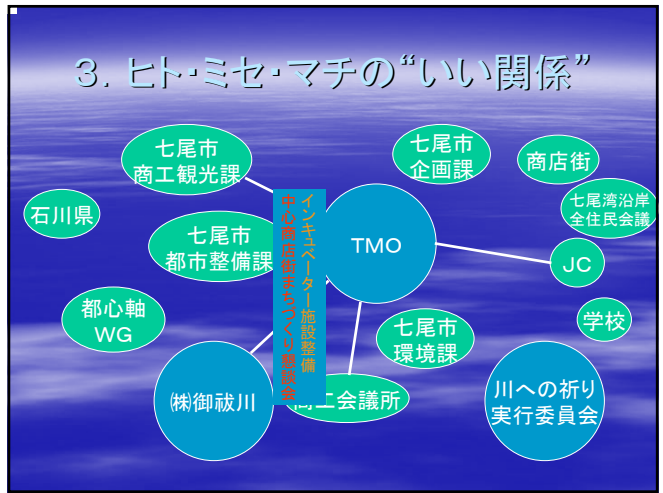 3. ヒト・ミセ・マチの“いい関係”
七尾市
商工観光課
七尾市
企画課
商店街
石川県
七尾湾沿岸
全住民会議
七尾市
都市整備課
TMO
JC
インキュベーター施設整備
中心商店街まちづくり懇談会
都心軸
WG
七尾市
環境課
学校
㈱御祓川
商工会議所
川への祈り
実行委員会